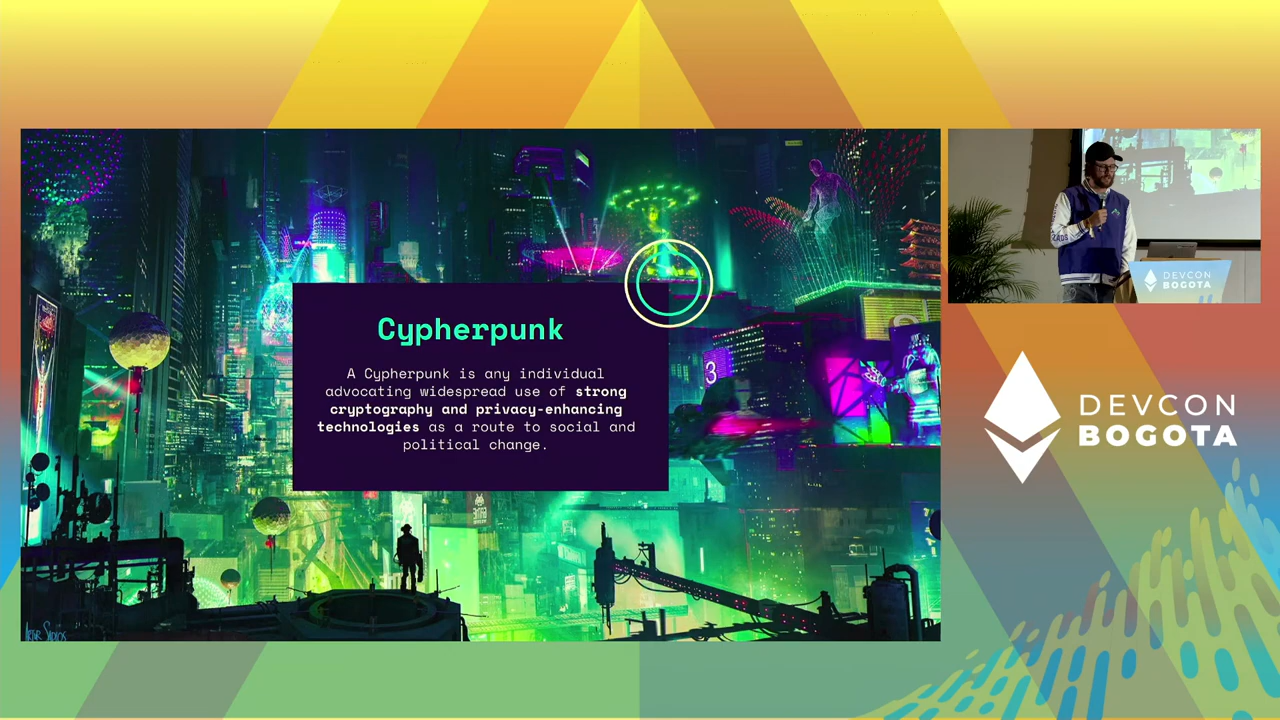 Cypherpunk
A Cypherpunk is any individual
advocating widespread use of strong
cryptography and privacy-enhancing
technologies as a route to social and
political change.
3
DEVCON
BOGOTA
DEVCON
BOGOTA